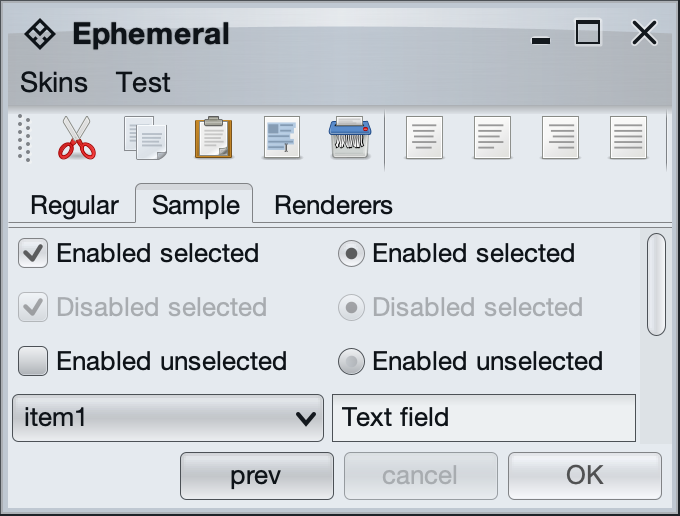 Ephemeral
Skins Test
Regular Sample Renderers
Enabled selected Enabled selected
Disabled selected Disabled selected
Enabled unselected Enabled unselected
item1 Text field
prev cancel OK